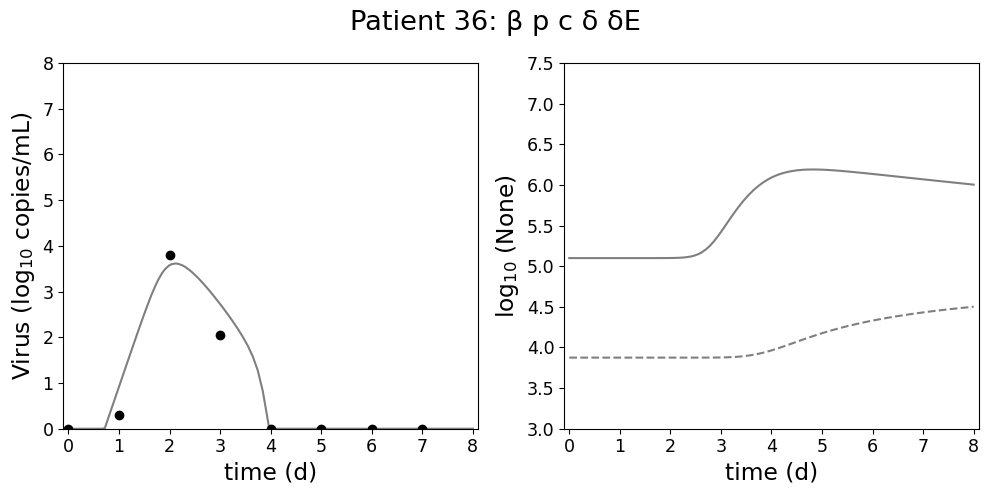 Patient 36: β p c δ δE
Virus (log₁₀ copies/mL)
8
7
6
5
4
3
2
1
0
0 1 2 3 4 5 6 7 8
time (d)
log₁₀ (None)
7.5
7.0
6.5
6.0
5.5
5.0
4.5
4.0
3.5
3.0
0 1 2 3 4 5 6 7 8
time (d)